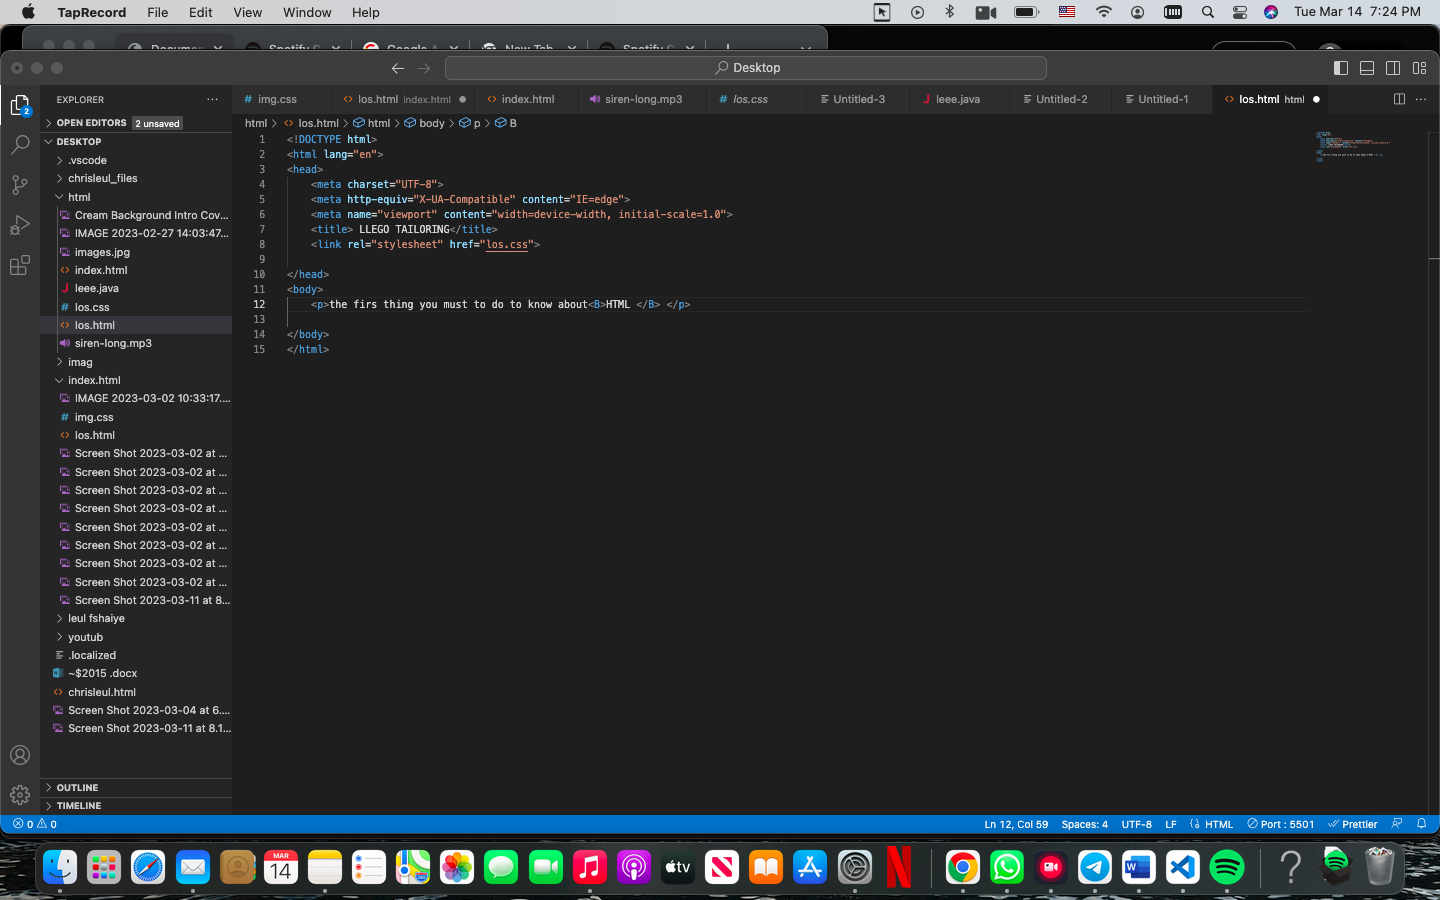 TapRecord File Edit View Window Help Tue Mar 14 7:24 PM
Spotify New Tab Spotify
Desktop
EXPLORER
OPEN EDITORS 2 unsaved
DESKTOP
.vscode
chrisleul_files
html
Cream Background Intro Cov...
IMAGE 2023-02-27 14:03:47...
images.jpg
index.html
leee.java
los.css
los.html
siren-long.mp3
imag
index.html
IMAGE 2023-03-02 10:33:17....
img.css
los.html
Screen Shot 2023-03-02 at ...
Screen Shot 2023-03-02 at ...
Screen Shot 2023-03-02 at ...
Screen Shot 2023-03-02 at ...
Screen Shot 2023-03-02 at ...
Screen Shot 2023-03-02 at ...
Screen Shot 2023-03-02 at ...
Screen Shot 2023-03-02 at ...
Screen Shot 2023-03-11 at 8...
leul fshaiye
youtub
.localized
~$2015 .docx
chrisleul.html
Screen Shot 2023-03-04 at 6....
Screen Shot 2023-03-11 at 8.1...
OUTLINE
TIMELINE
img.css los.html index.html index.html siren-long.mp3 los.css Untitled-3 leee.java Untitled-2 Untitled-1 los.html html
html > los.html > html > body > p > B
1 <!DOCTYPE html>
2 <html lang="en">
3 <head>
4 <meta charset="UTF-8">
5 <meta http-equiv="X-UA-Compatible" content="IE=edge">
6 <meta name="viewport" content="width=device-width, initial-scale=1.0">
7 <title> LLEGO TAILORING</title>
8 <link rel="stylesheet" href="los.css">
9
10 </head>
11 <body>
12 <p>the firs thing you must to do to know about<B>HTML </B> </p>
13
14 </body>
15 </html>
0 0 Ln 12, Col 59 Spaces: 4 UTF-8 LF HTML Port : 5501 Prettier
MAR
14
tv